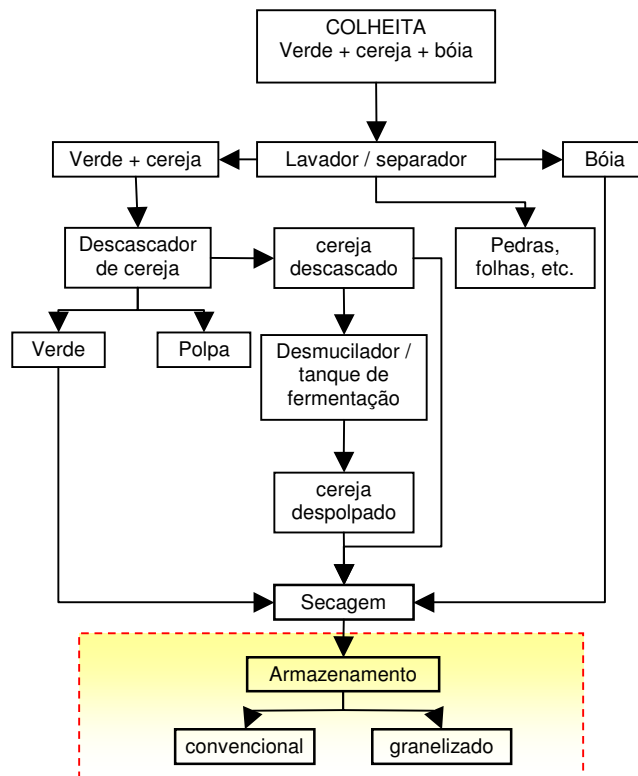 COLHEITA
Verde + cereja + bóia
Verde + cereja
Lavador / separador
Bóia
Descascador
de cereja
cereja
descascado
Pedras,
folhas, etc.
Verde
Polpa
Desmucilador /
tanque de
fermentação
cereja
despolpado
Secagem
Armazenamento
convencional
granelizado